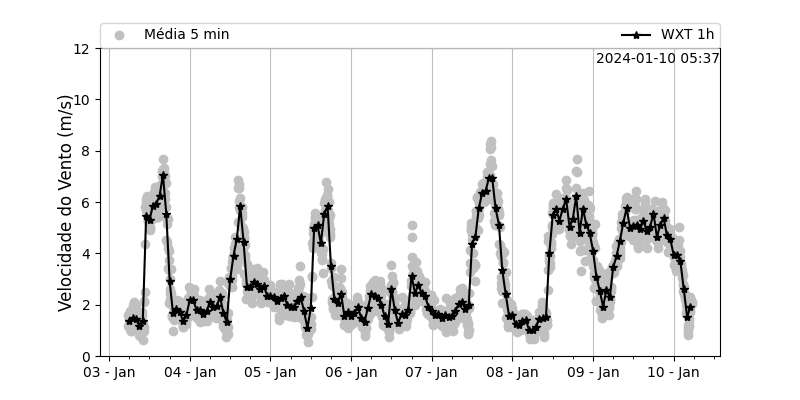 Média 5 min
WXT 1h
2024-01-10 05:37
Velocidade do Vento (m/s)
12
10
8
6
4
2
0
03 - Jan
04 - Jan
05 - Jan
06 - Jan
07 - Jan
08 - Jan
09 - Jan
10 - Jan